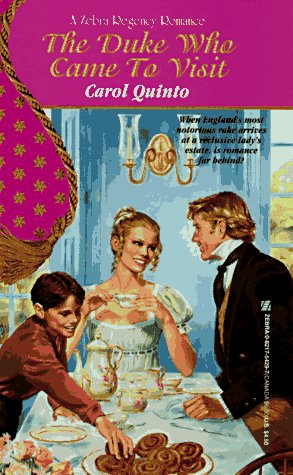 A Zebra Regency Romance
The Duke Who
Came To Visit
Carol Quinto
When England's most
notorious rake arrives
at a reclusive lady's
estate, is romance
far behind?